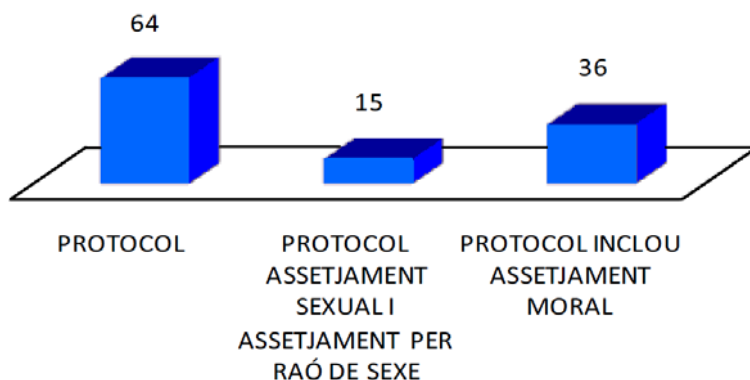 64
15
36
PROTOCOL
PROTOCOL
ASSETJAMENT
SEXUAL I
ASSETJAMENT PER
RAÓ DE SEXE
PROTOCOL INCLOU
ASSETJAMENT
MORAL